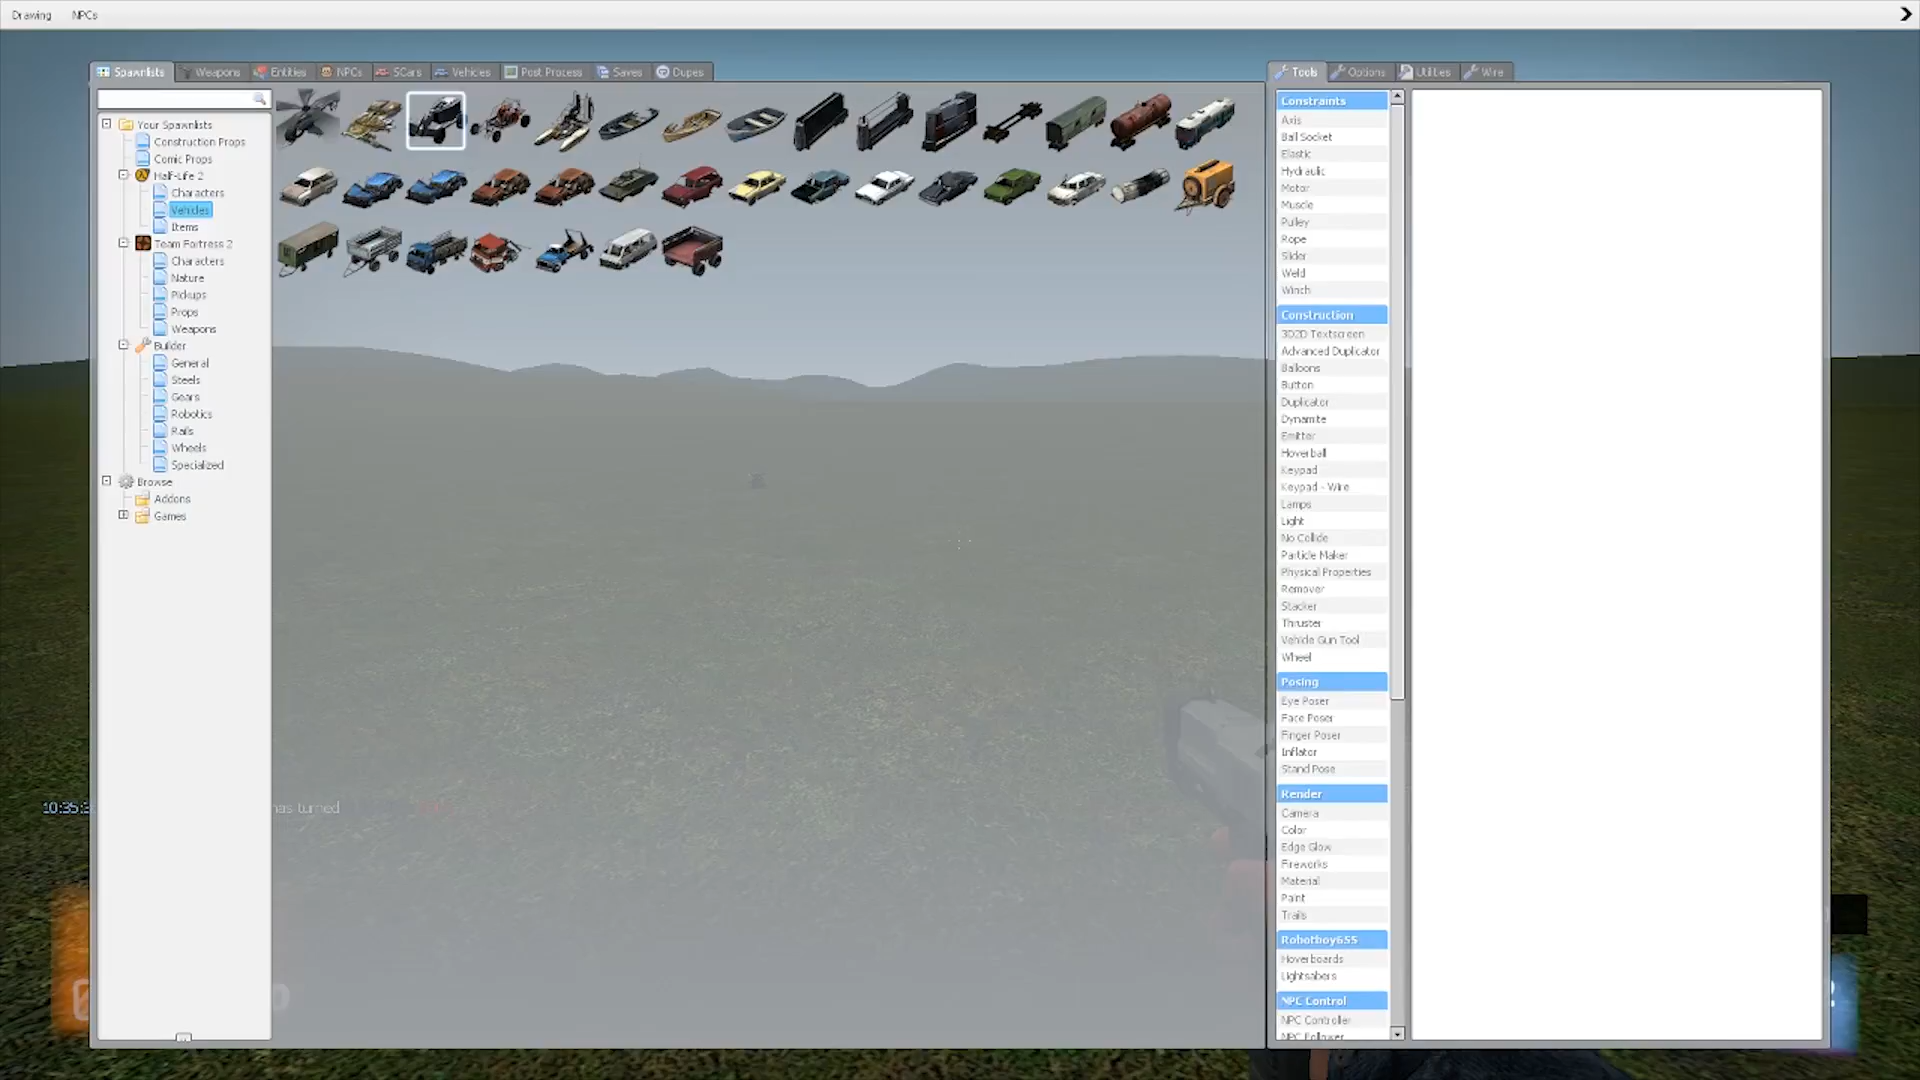 Drawing NPCs
Spawnlists Weapons Entities NPCs SCars Vehicles Post Process Saves Dupes
Your Spawnlists
Construction Props
Comic Props
Half-Life 2
Characters
Vehicles
Items
Team Fortress 2
Characters
Nature
Pickups
Props
Weapons
Builder
General
Steels
Gears
Robotics
Rails
Wheels
Specialized
Browse
Addons
Games
has turned
Tools Options Utilities Wire
Constraints
Axis
Ball Socket
Elastic
Hydraulic
Motor
Muscle
Pulley
Rope
Slider
Weld
Winch
Construction
3D2D Textscreen
Advanced Duplicator
Balloons
Button
Duplicator
Dynamite
Emitter
Hoverball
Keypad
Keypad - Wire
Lamps
Light
No Collide
Particle Maker
Physical Properties
Remover
Stacker
Thruster
Vehicle Gun Tool
Wheel
Posing
Eye Poser
Face Poser
Finger Poser
Inflator
Stand Pose
Render
Camera
Color
Edge Glow
Fireworks
Material
Paint
Trails
Robotboy655
Hoverboards
Lightsabers
NPC Control
NPC Controller
NPC Follower